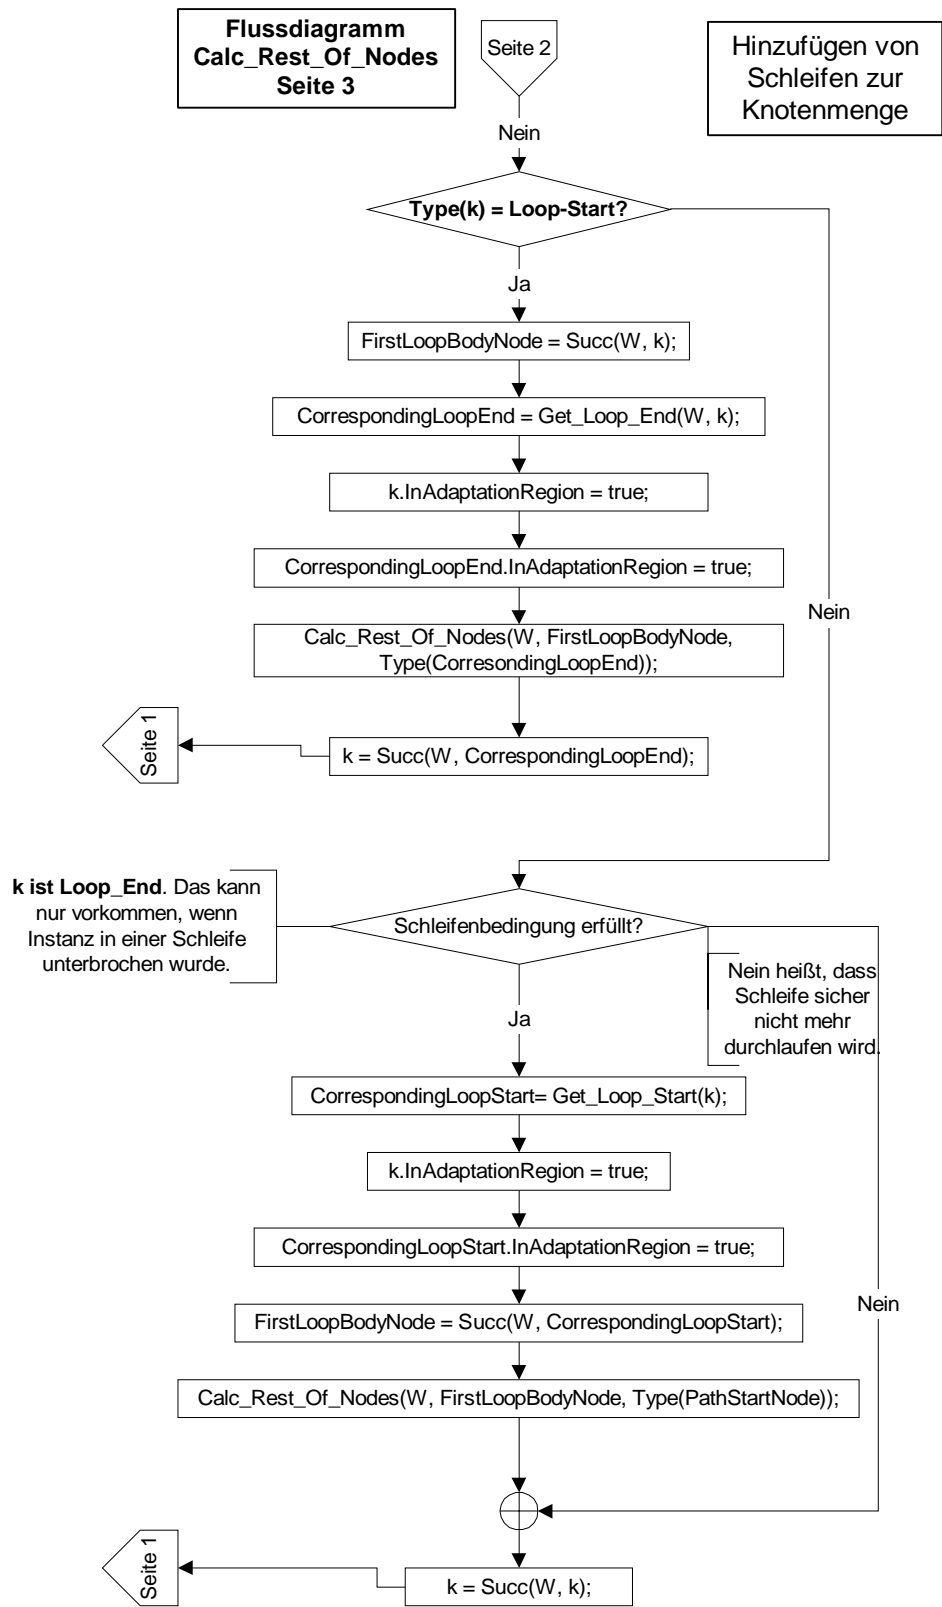 Flussdiagramm
Calc_Rest_Of_Nodes
Seite 3
Seite 2
Hinzufügen von
Schleifen zur
Knotenmenge
Nein
Type(k) = Loop-Start?
Ja
FirstLoopBodyNode = Succ(W, k);
CorrespondingLoopEnd = Get_Loop_End(W, k);
k.InAdaptationRegion = true;
CorrespondingLoopEnd.InAdaptationRegion = true;
Nein
Calc_Rest_Of_Nodes(W, FirstLoopBodyNode,
Type(CorresondingLoopEnd));
Seite 1
k = Succ(W, CorrespondingLoopEnd);
k ist Loop_End. Das kann
nur vorkommen, wenn
Instanz in einer Schleife
unterbrochen wurde.
Schleifenbedingung erfüllt?
Nein heißt, dass
Schleife sicher
nicht mehr
durchlaufen wird.
Ja
CorrespondingLoopStart= Get_Loop_Start(k);
k.InAdaptationRegion = true;
CorrespondingLoopStart.InAdaptationRegion = true;
Nein
FirstLoopBodyNode = Succ(W, CorrespondingLoopStart);
Calc_Rest_Of_Nodes(W, FirstLoopBodyNode, Type(PathStartNode));
Seite 1
k = Succ(W, k);